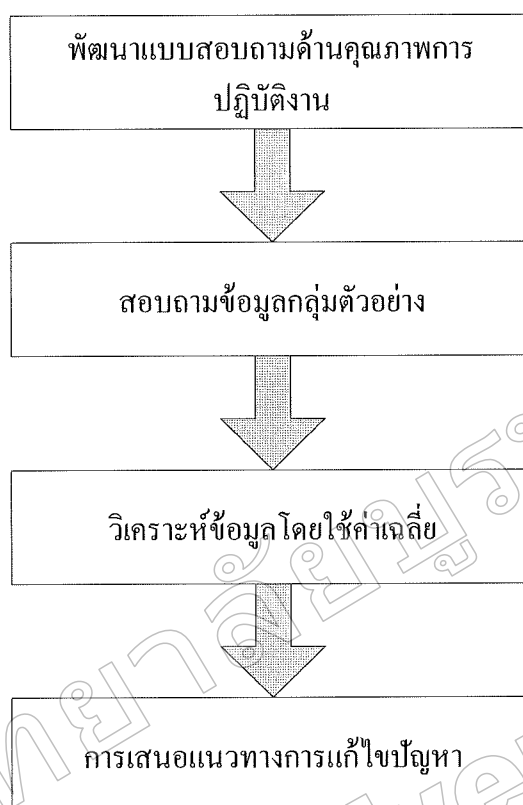 พัฒนาแบบสอบถามด้านคุณภาพการ
ปฏิบัติงาน
สอบถามข้อมูลกลุ่มตัวอย่าง
วิเคราะห์ข้อมูลโดยใช้ค่าเฉลี่ย
การเสนอแนวทางการแก้ไขปัญหา